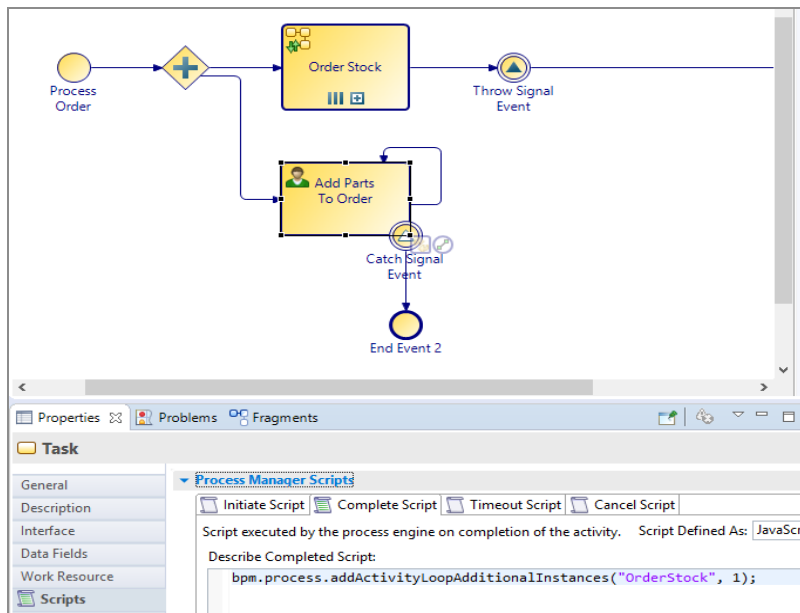 Order Stock
Process
Order
Throw Signal
Event
Add Parts
To Order
Catch Signal
Event
End Event 2
Properties Problems Fragments
Task
General
Description
Interface
Data Fields
Work Resource
Scripts
Process Manager Scripts
Initiate Script Complete Script Timeout Script Cancel Script
Script executed by the process engine on completion of the activity. Script Defined As: JavaScr
Describe Completed Script:
bpm.process.addActivityLoopAdditionalInstances("OrderStock", 1);